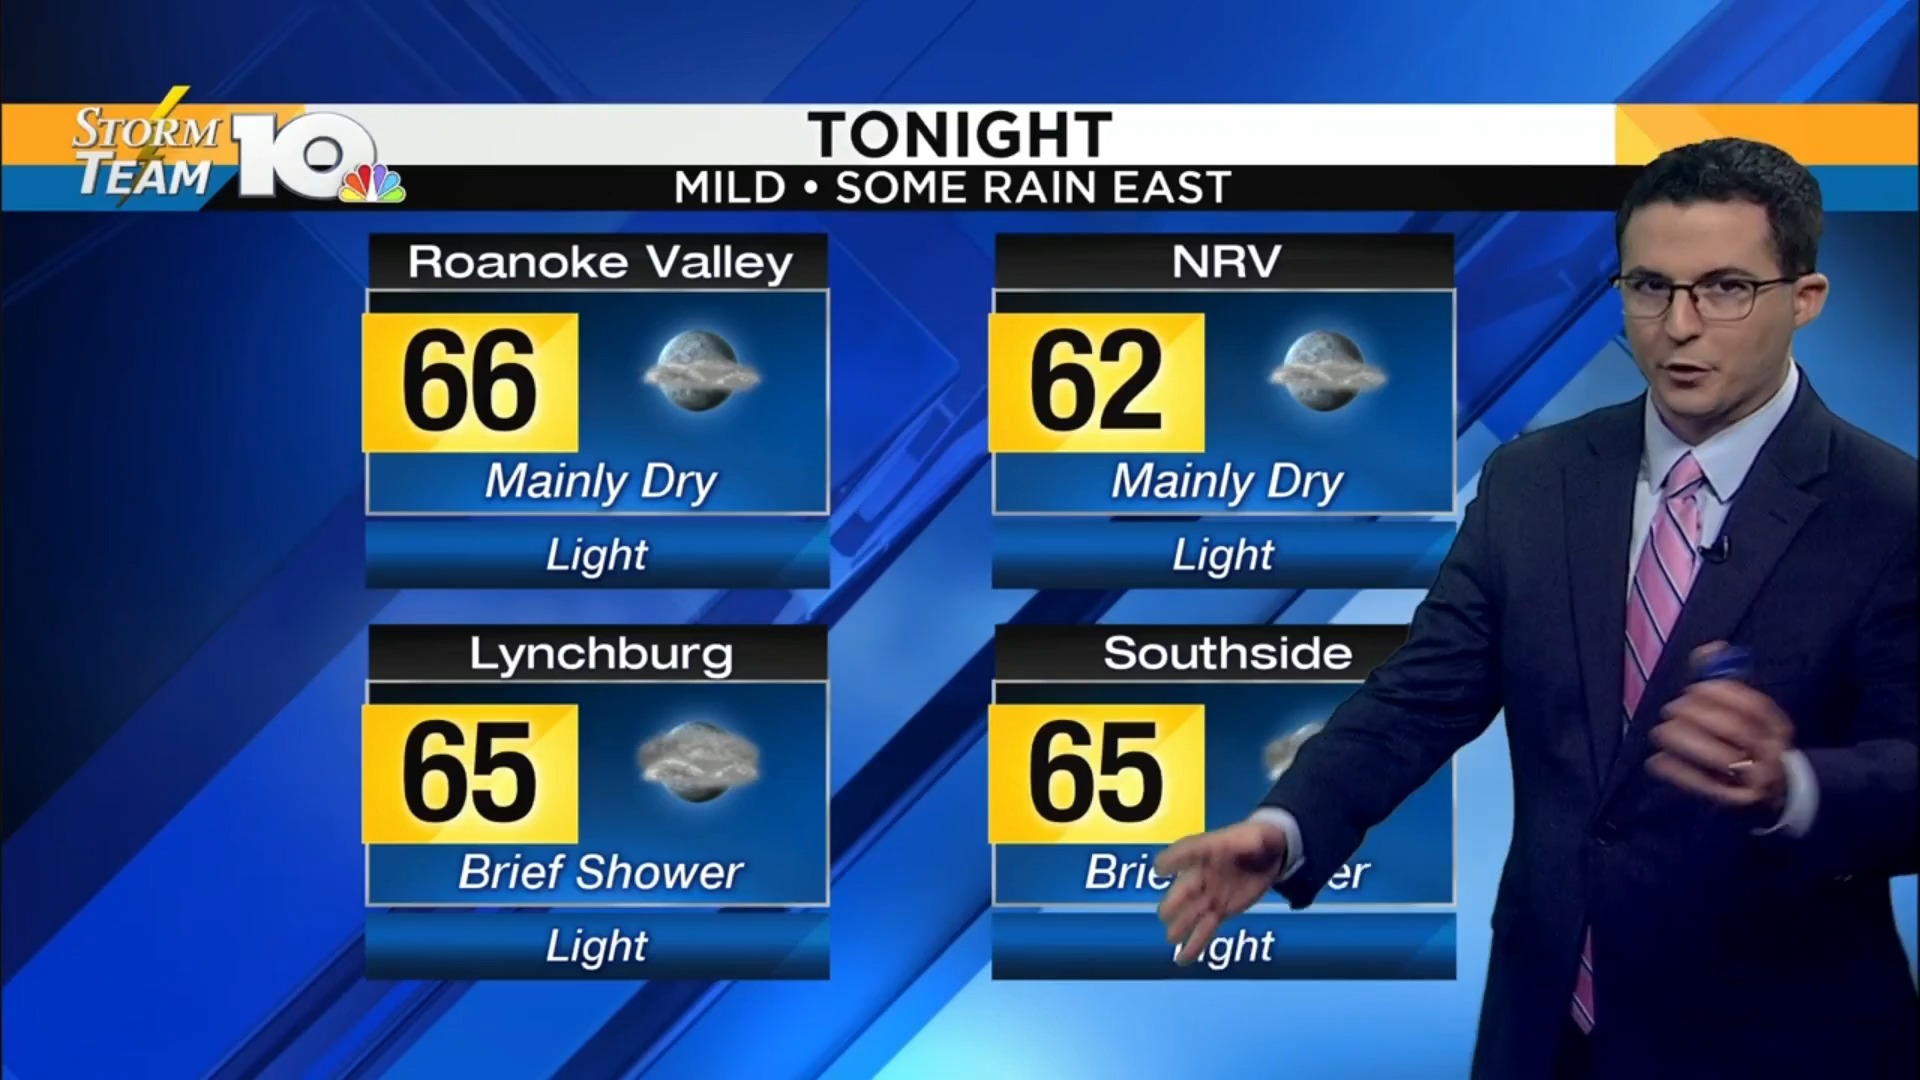 STORM
TEAM 10
TONIGHT
MILD • SOME RAIN EAST
Roanoke Valley
66
Mainly Dry
Light
NRV
62
Mainly Dry
Light
Lynchburg
65
Brief Shower
Light
Southside
65